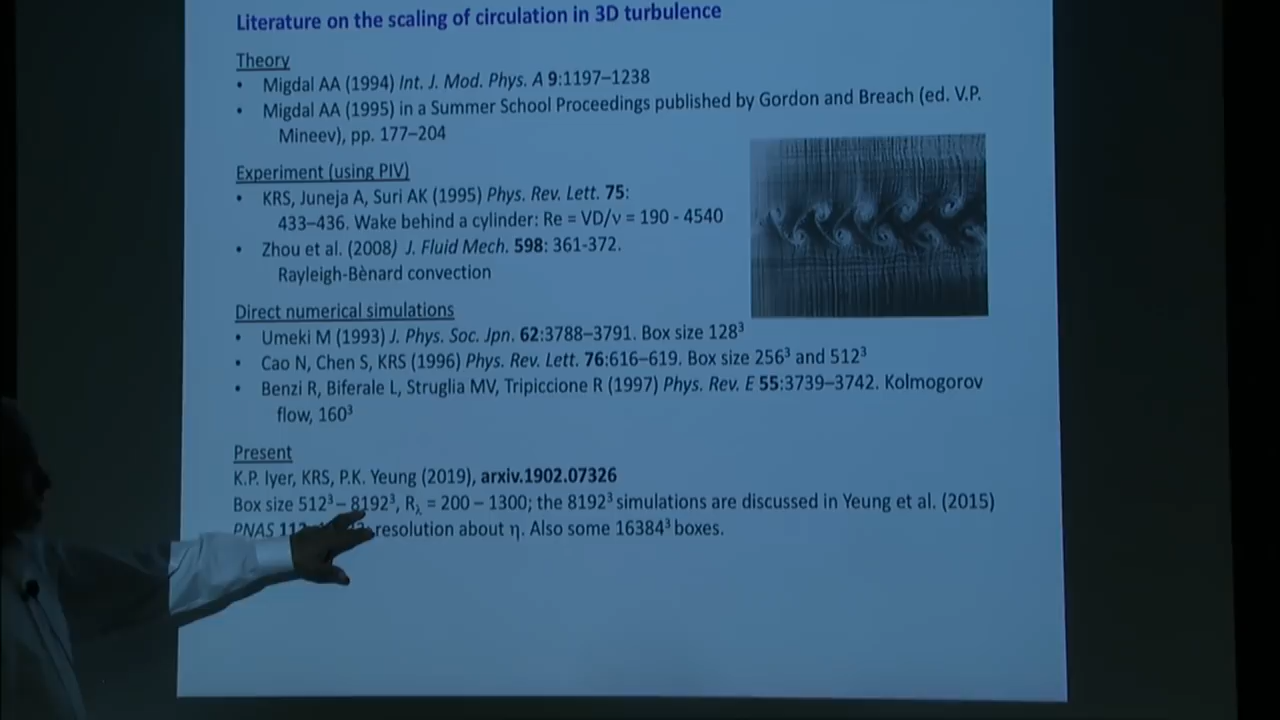 Literature on the scaling of circulation in 3D turbulence
Theory
• Migdal AA (1994) Int. J. Mod. Phys. A 9:1197–1238
• Migdal AA (1995) in a Summer School Proceedings published by Gordon and Breach (ed. V.P.
Mineev), pp. 177–204
Experiment (using PIV)
• KRS, Juneja A, Suri AK (1995) Phys. Rev. Lett. 75:
433–436. Wake behind a cylinder: Re = VD/ν = 190 - 4540
• Zhou et al. (2008) J. Fluid Mech. 598: 361-372.
Rayleigh-Bènard convection
Direct numerical simulations
• Umeki M (1993) J. Phys. Soc. Jpn. 62:3788–3791. Box size 128³
• Cao N, Chen S, KRS (1996) Phys. Rev. Lett. 76:616–619. Box size 256³ and 512³
• Benzi R, Biferale L, Struglia MV, Tripiccione R (1997) Phys. Rev. E 55:3739–3742. Kolmogorov
flow, 160³
Present
K.P. Iyer, KRS, P.K. Yeung (2019), arxiv.1902.07326
Box size 512³ – 8192³, R_λ = 200 – 1300; the 8192³ simulations are discussed in Yeung et al. (2015)
PNAS resolution about η. Also some 16384³ boxes.